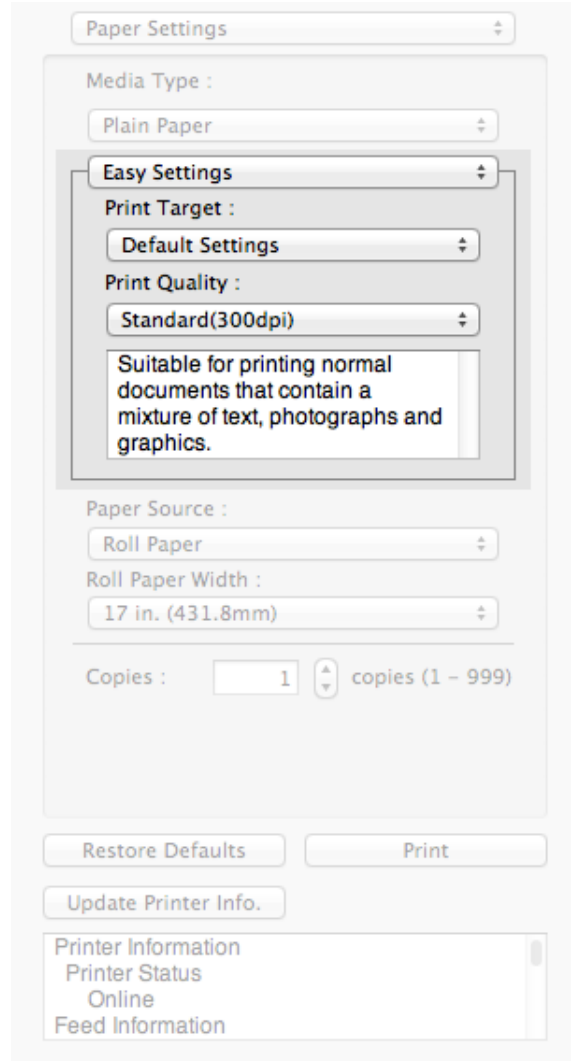 Paper Settings
Media Type :
Plain Paper
Easy Settings
Print Target :
Default Settings
Print Quality :
Standard(300dpi)
Suitable for printing normal
documents that contain a
mixture of text, photographs and
graphics.
Paper Source :
Roll Paper
Roll Paper Width :
17 in. (431.8mm)
Copies : 1 copies (1 – 999)
Restore Defaults Print
Update Printer Info.
Printer Information
Printer Status
Online
Feed Information